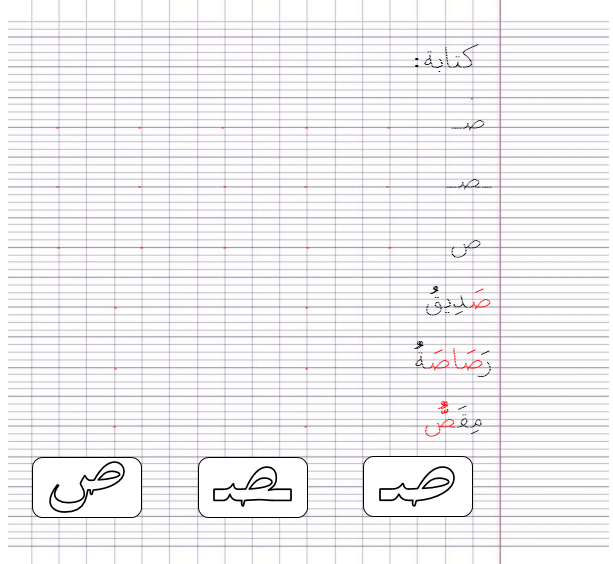 كتابة:
صـ
ـصـ
ص
صَدِيقُ
رَصَاصَةٌ
مِقَصٌّ
صـ ـصـ ص